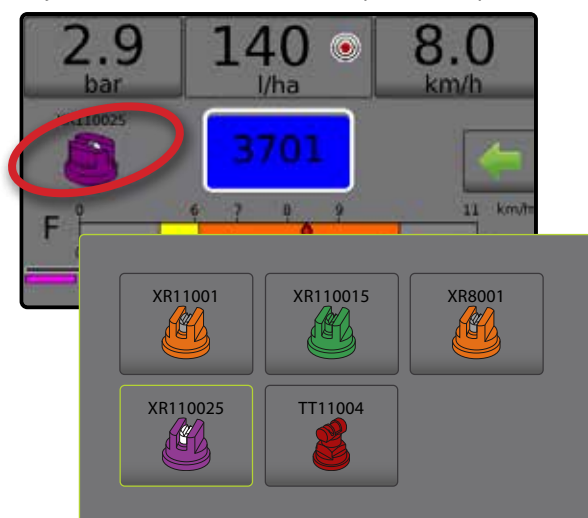 2.9 140 8.0
bar l/ha km/h
XR110025
3701
0 6 7 8 9 11 km/h
F
XR11001 XR110015 XR8001
XR110025 TT11004